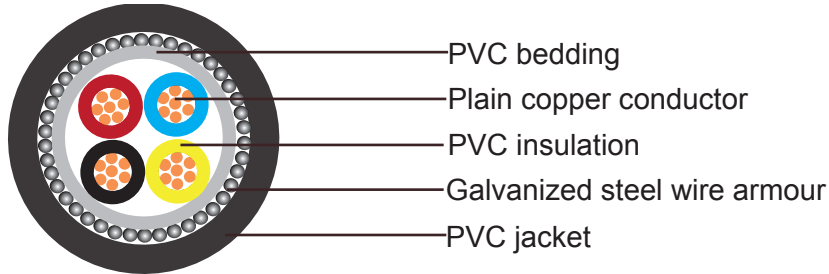 PVC bedding
Plain copper conductor
PVC insulation
Galvanized steel wire armour
PVC jacket